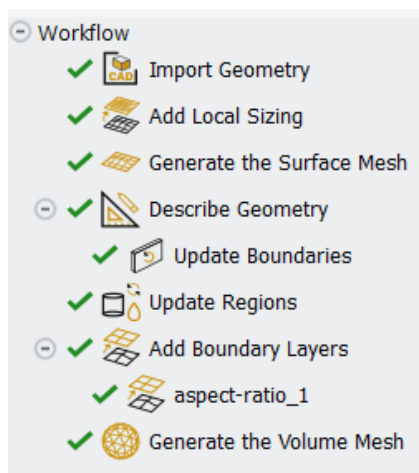 Workflow
CAD
Import Geometry
Add Local Sizing
Generate the Surface Mesh
Describe Geometry
Update Boundaries
Update Regions
Add Boundary Layers
aspect-ratio_1
Generate the Volume Mesh